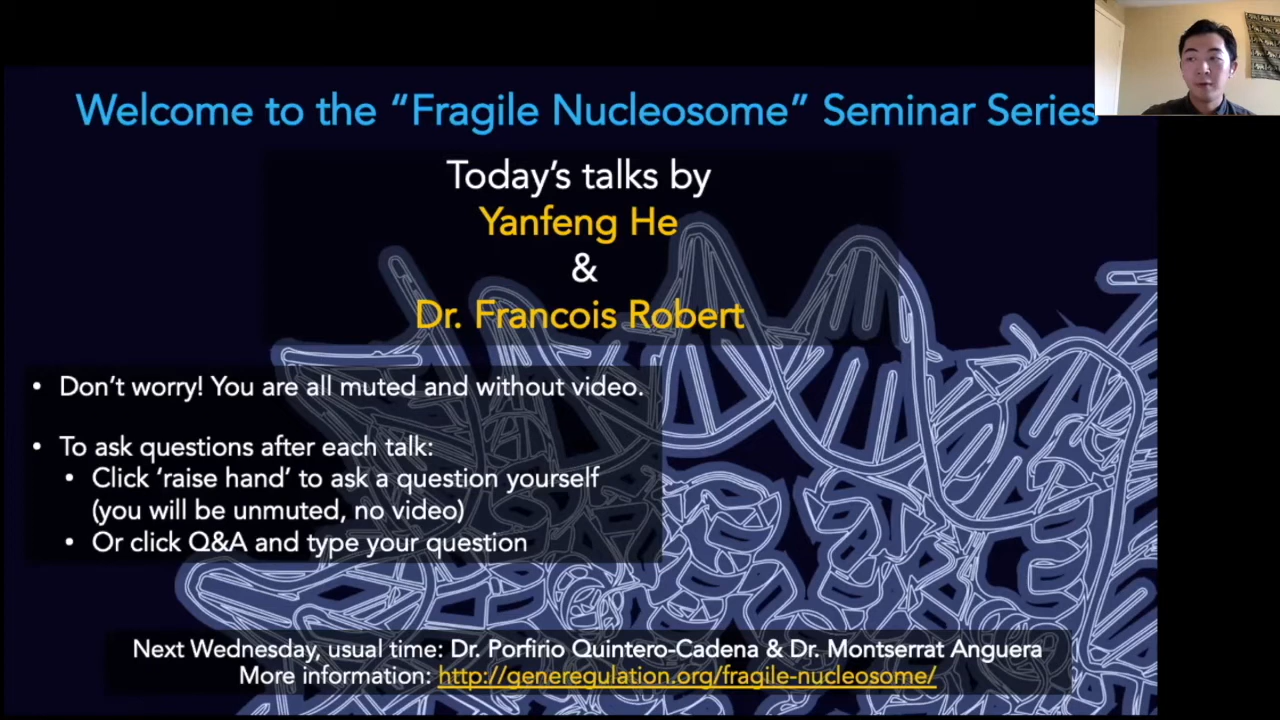 Welcome to the “Fragile Nucleosome” Seminar Series
Today’s talks by
Yanfeng He
&
Dr. Francois Robert
• Don’t worry! You are all muted and without video.
• To ask questions after each talk:
• Click ‘raise hand’ to ask a question yourself
(you will be unmuted, no video)
• Or click Q&A and type your question
Next Wednesday, usual time: Dr. Porfirio Quintero-Cadena & Dr. Montserrat Anguera
More information: http://generegulation.org/fragile-nucleosome/